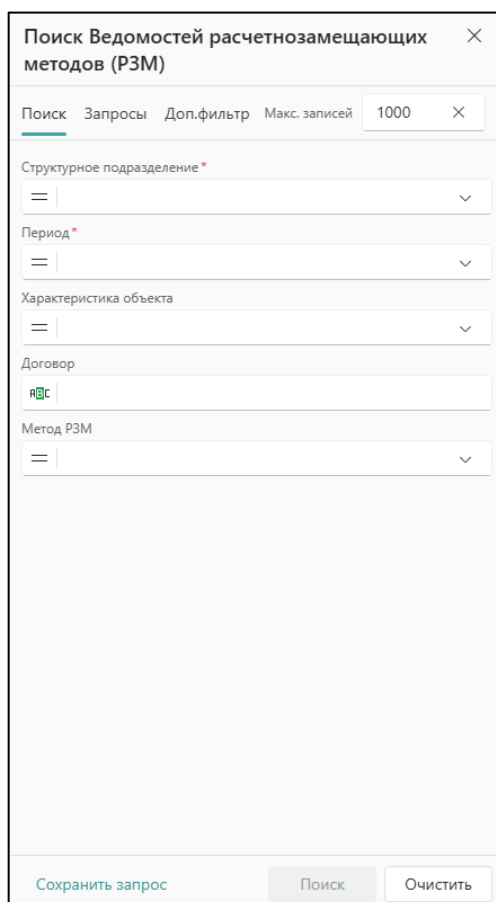 Поиск Ведомостей расчетнозамещающих
методов (РЗМ)
Поиск Запросы Доп.фильтр Макс. записей 1000
Структурное подразделение *
Период *
Характеристика объекта
Договор
ABC
Метод РЗМ
Сохранить запрос Поиск Очистить